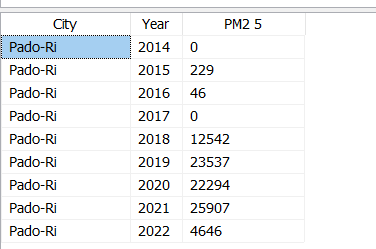 City Year PM2 5
Pado-Ri 2014 0
Pado-Ri 2015 229
Pado-Ri 2016 46
Pado-Ri 2017 0
Pado-Ri 2018 12542
Pado-Ri 2019 23537
Pado-Ri 2020 22294
Pado-Ri 2021 25907
Pado-Ri 2022 4646